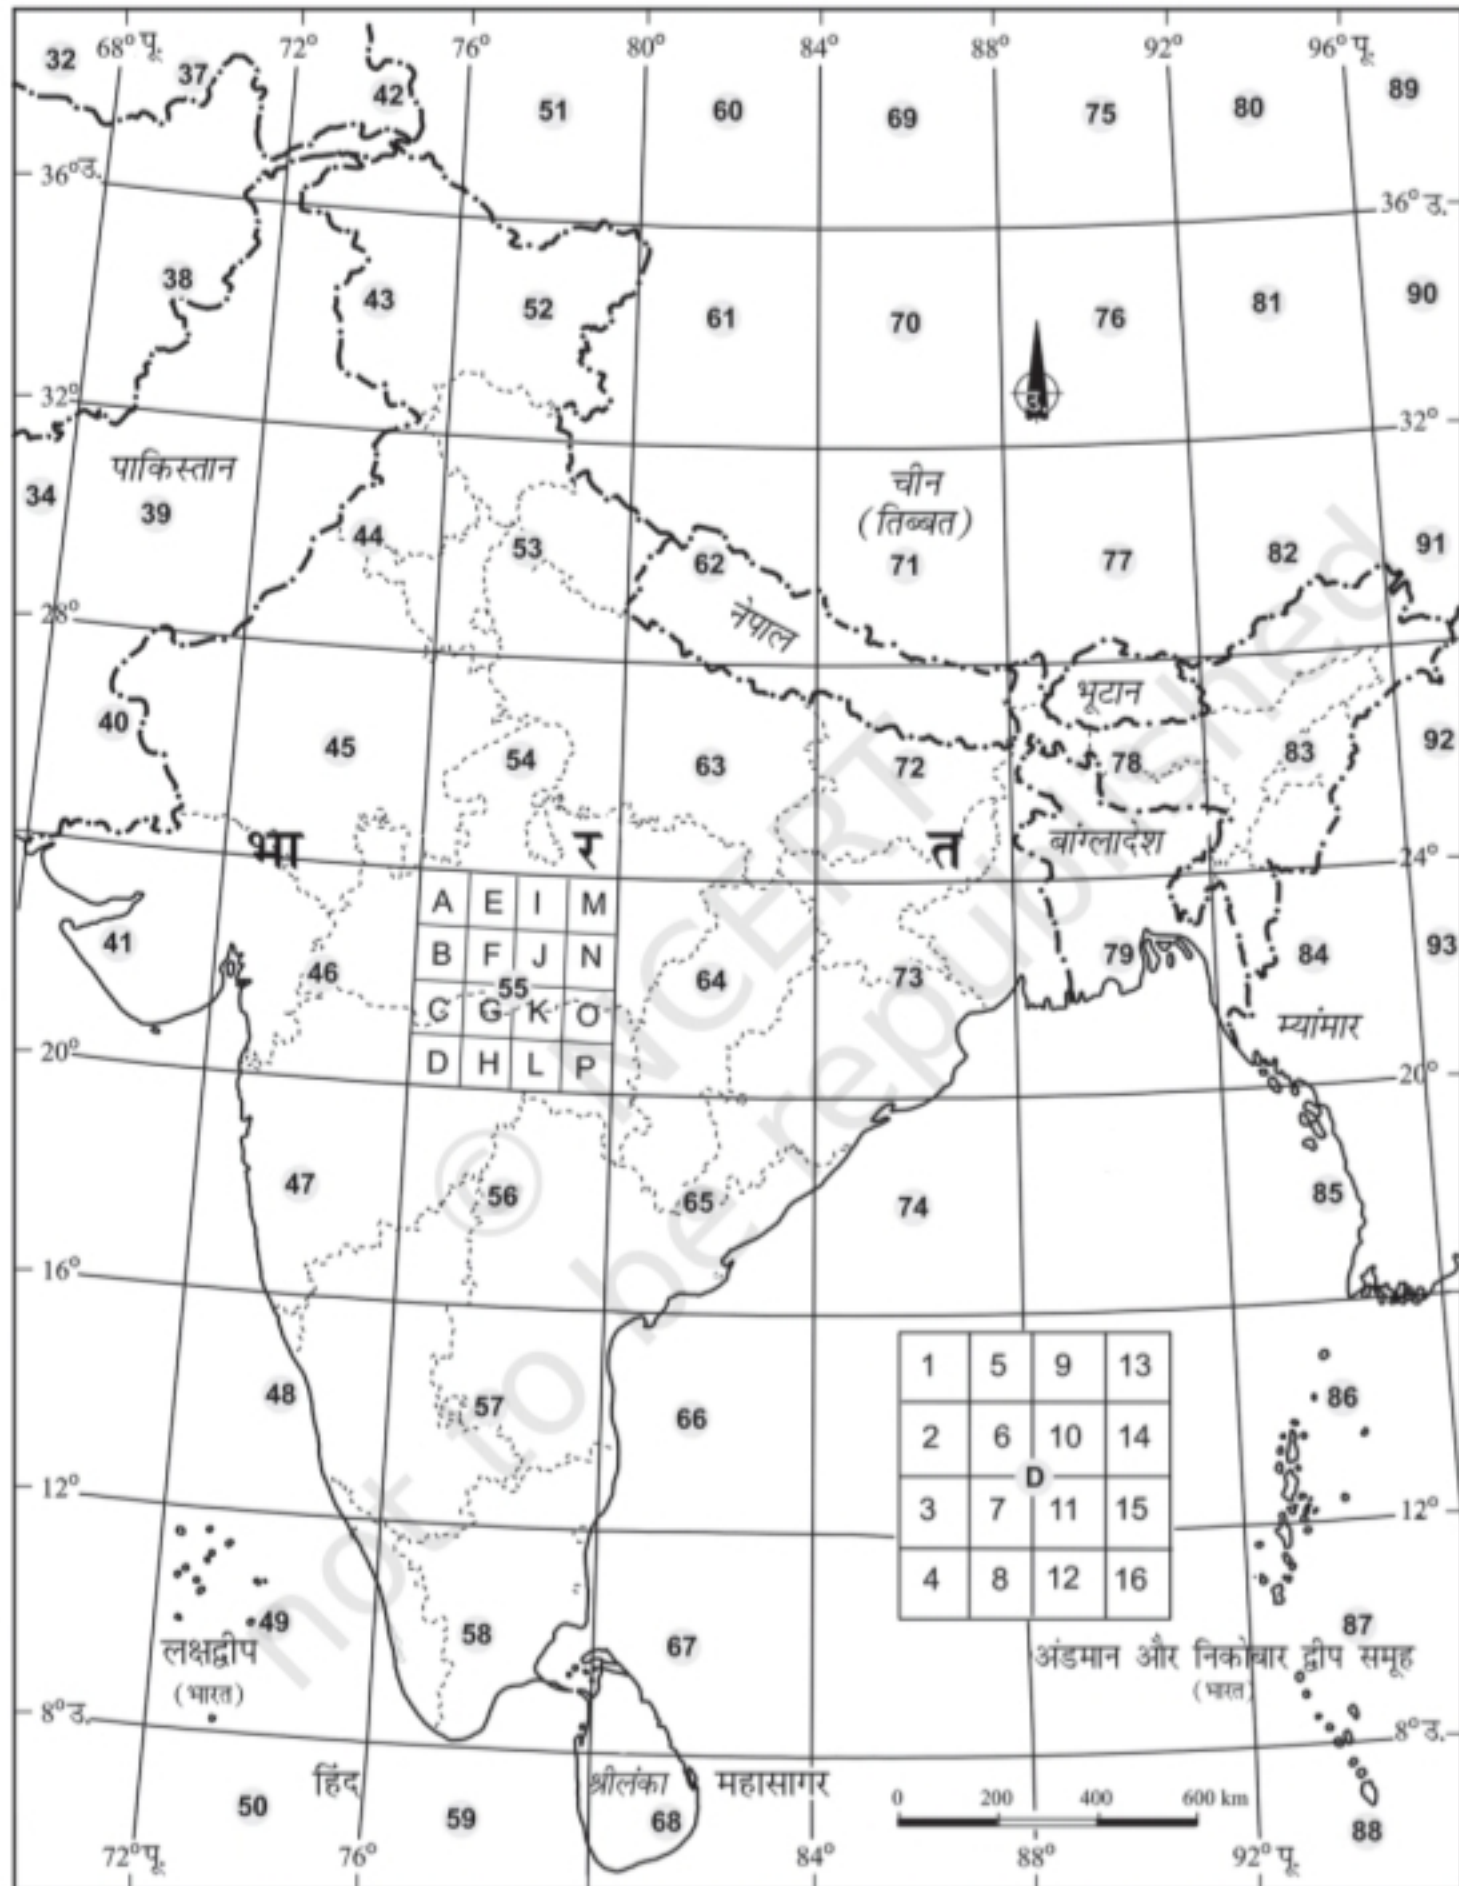 68° पू. 72° 76° 80° 84° 88° 92° 96° पू.
32 37 42 51 60 69 75 80 89
36° उ. 36° उ.
38 43 52 61 70 76 81 90
उ.
32° 32°
पाकिस्तान
चीन
(तिब्बत)
34 39 44 53 62 71 77 82 91
नेपाल
28°
भूटान
40 45 54 63 72 78 83 92
भा र त
बांग्लादेश
24°
A E I M
B F J N
55
C G K O
D H L P
41 46 64 73 79 84 93
म्यांमार
20° 20°
47 56 65 74 85
16°
1 5 9 13
2 6 10 14
D
3 7 11 15
4 8 12 16
48 57 66 86
12° 12°
49 58 67 87
लक्षद्वीप
(भारत)
अंडमान और निकोबार द्वीप समूह
(भारत)
8° उ. 8° उ.
हिंद श्रीलंका महासागर
0 200 400 600 km
50 59 68 88
72° पू. 76° 84° 88° 92° पू.
© NCERT
not to be republished